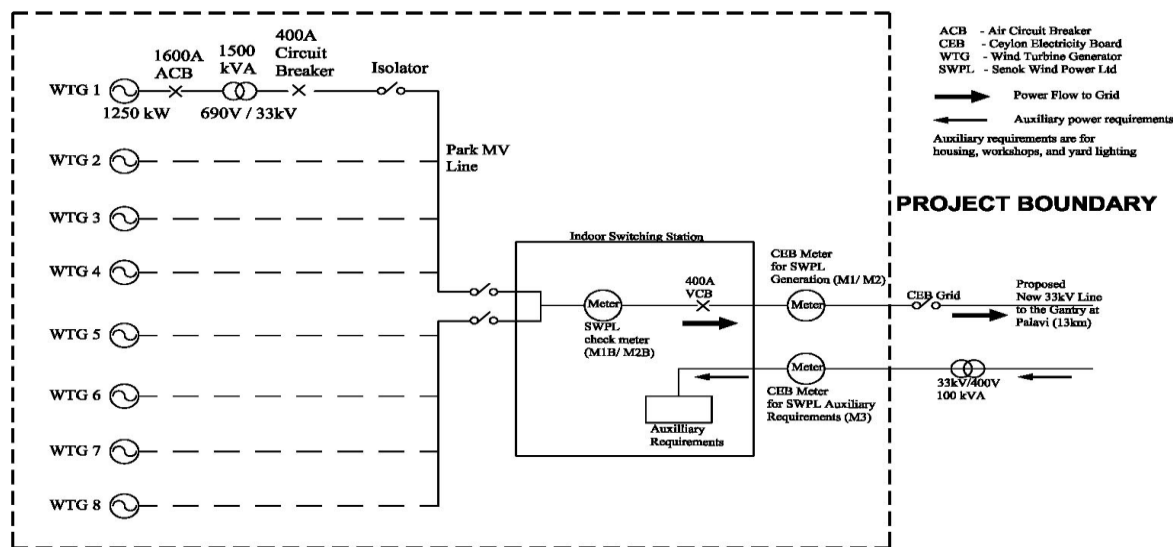 1600A
ACB
1500
kVA
400A
Circuit
Breaker
Isolator
WTG 1
1250 kW
690V / 33kV
WTG 2
WTG 3
WTG 4
WTG 5
WTG 6
WTG 7
WTG 8
Park MV
Line
ACB - Air Circuit Breaker
CEB - Ceylon Electricity Board
WTG - Wind Turbine Generator
SWPL - Senok Wind Power Ltd
Power Flow to Grid
Auxiliary power requirements
Auxiliary requirements are for
housing, workshops, and yard lighting
PROJECT BOUNDARY
Indoor Switching Station
Meter
SWPL
check meter
(M1B/ M2B)
400A
VCB
CEB Meter
for SWPL
Generation (M1/ M2)
Meter
CEB Grid
Proposed
New 33kV Line
to the Gantry at
Palavi (13km)
Auxilliary
Requirements
Meter
CEB Meter
for SWPL Auxiliary
Requirements (M3)
33kV/400V
100 kVA